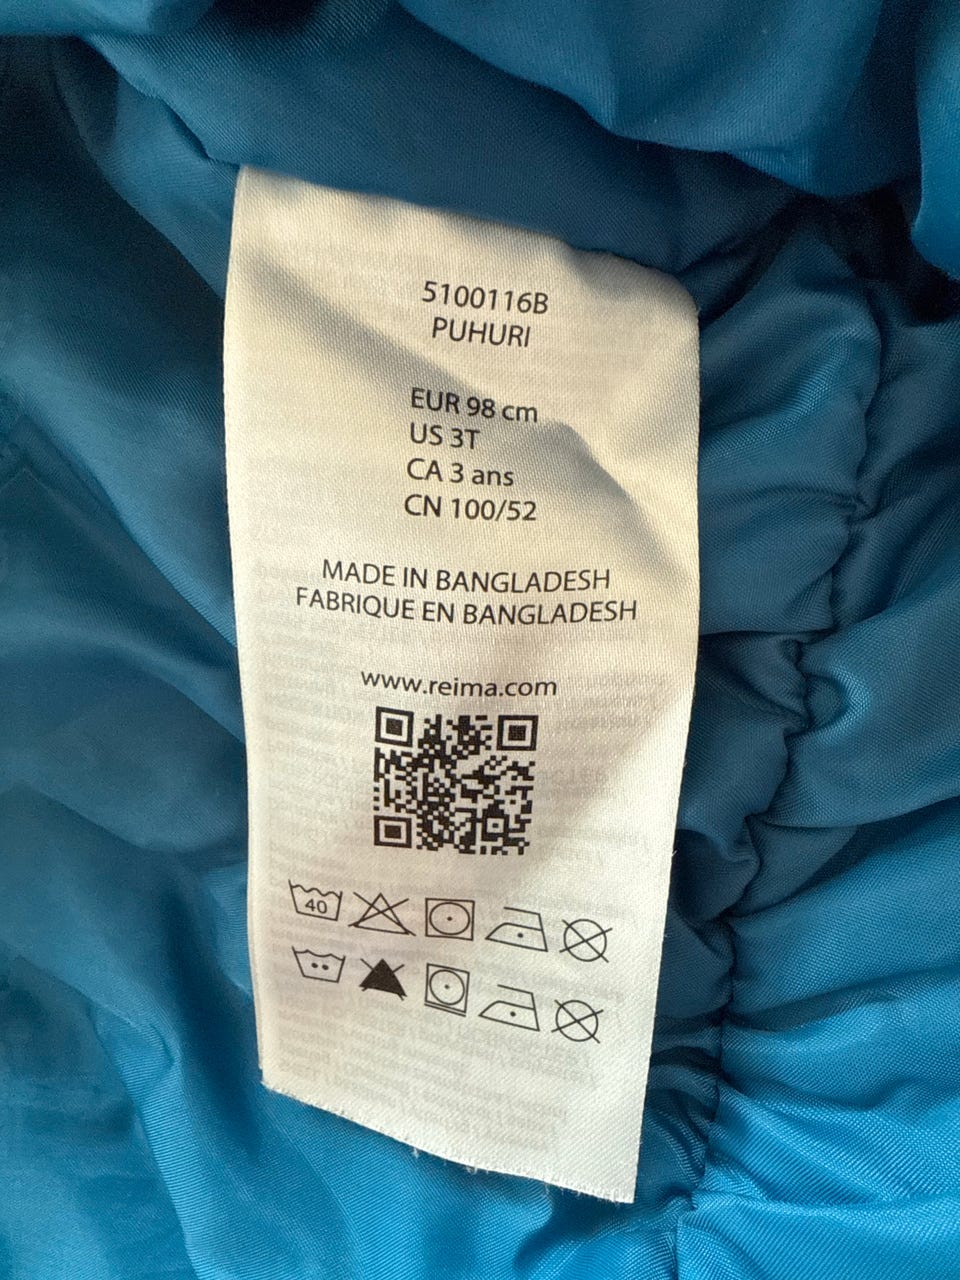 5100116B
PUHURI
EUR 98 cm
US 3T
CA 3 ans
CN 100/52
MADE IN BANGLADESH
FABRIQUE EN BANGLADESH
www.reima.com
40